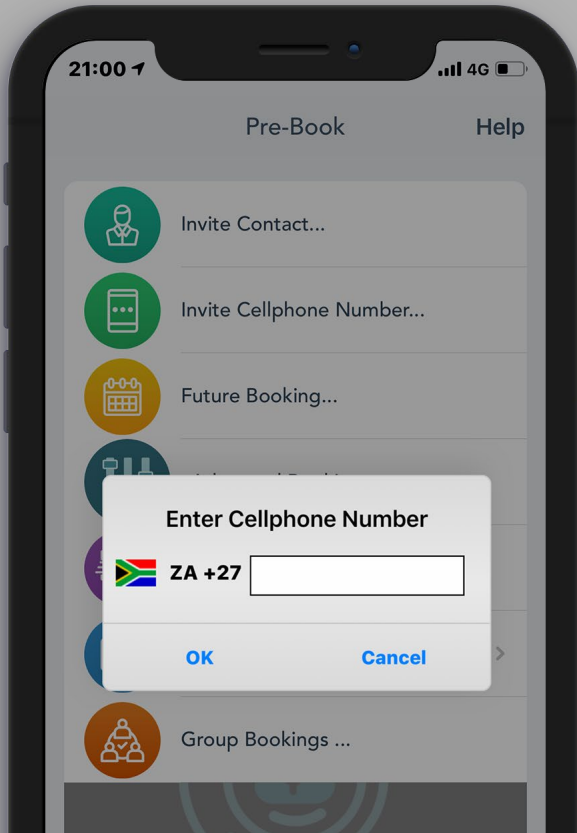 21:00
4G
Pre-Book
Help
Invite Contact...
Invite Cellphone Number...
Future Booking...
Enter Cellphone Number
ZA +27
OK
Cancel
Group Bookings ...